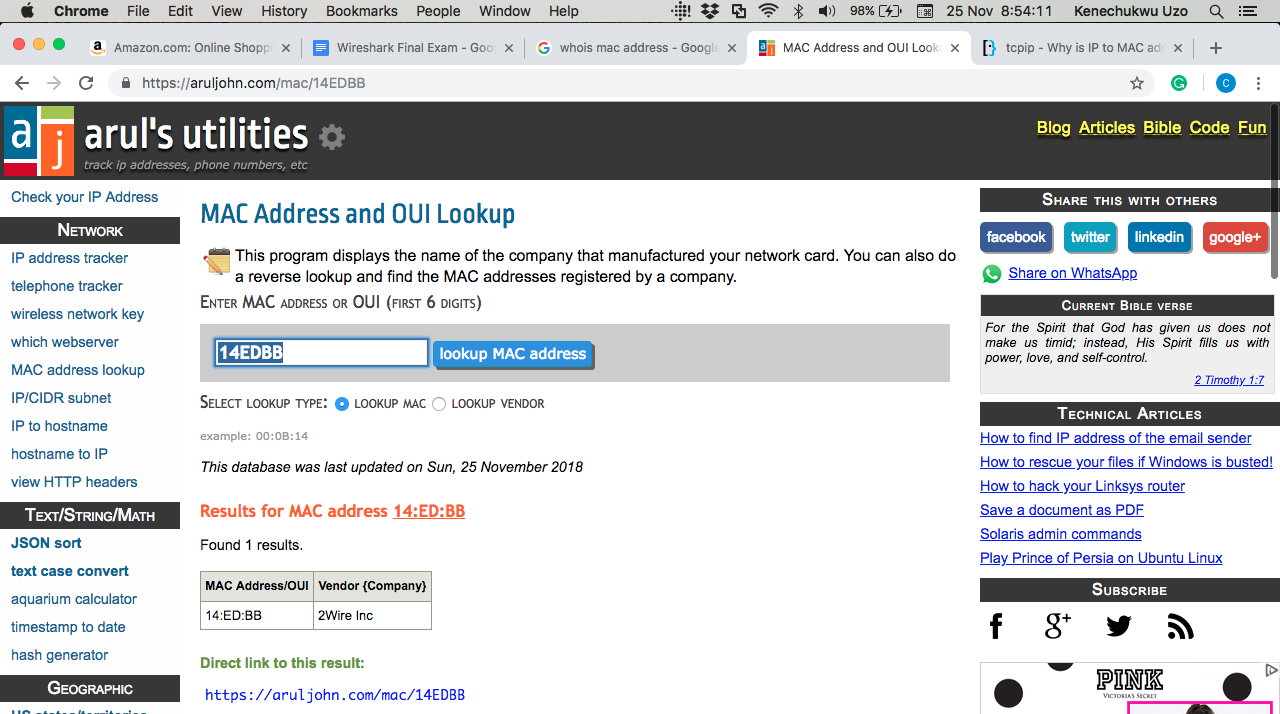 Chrome File Edit View History Bookmarks People Window Help 98% 25 Nov 8:54:11 Kenechukwu Uzo
Amazon.com: Online Shopp Wireshark Final Exam - Goo whois mac address - Google MAC Address and OUI Look tcpip - Why is IP to MAC add
https://aruljohn.com/mac/14EDBB C
aj
arul's utilities
track ip addresses, phone numbers, etc
Blog Articles Bible Code Fun
Check your IP Address
Network
IP address tracker
telephone tracker
wireless network key
which webserver
MAC address lookup
IP/CIDR subnet
IP to hostname
hostname to IP
view HTTP headers
Text/String/Math
JSON sort
text case convert
aquarium calculator
timestamp to date
hash generator
Geographic
US states/territories
MAC Address and OUI Lookup
This program displays the name of the company that manufactured your network card. You can also do
a reverse lookup and find the MAC addresses registered by a company.
Enter MAC address or OUI (first 6 digits)
14EDBB lookup MAC address
Select lookup type: lookup MAC lookup vendor
example: 00:0B:14
This database was last updated on Sun, 25 November 2018
Results for MAC address 14:ED:BB
Found 1 results.
MAC Address/OUI Vendor {Company}
14:ED:BB 2Wire Inc
Direct link to this result:
https://aruljohn.com/mac/14EDBB
Share this with others
facebook twitter linkedin google+
Share on WhatsApp
Current Bible verse
For the Spirit that God has given us does not
make us timid; instead, His Spirit fills us with
power, love, and self-control.
2 Timothy 1:7
Technical Articles
How to find IP address of the email sender
How to rescue your files if Windows is busted!
How to hack your Linksys router
Save a document as PDF
Solaris admin commands
Play Prince of Persia on Ubuntu Linux
Subscribe
PINK
VICTORIA'S SECRET